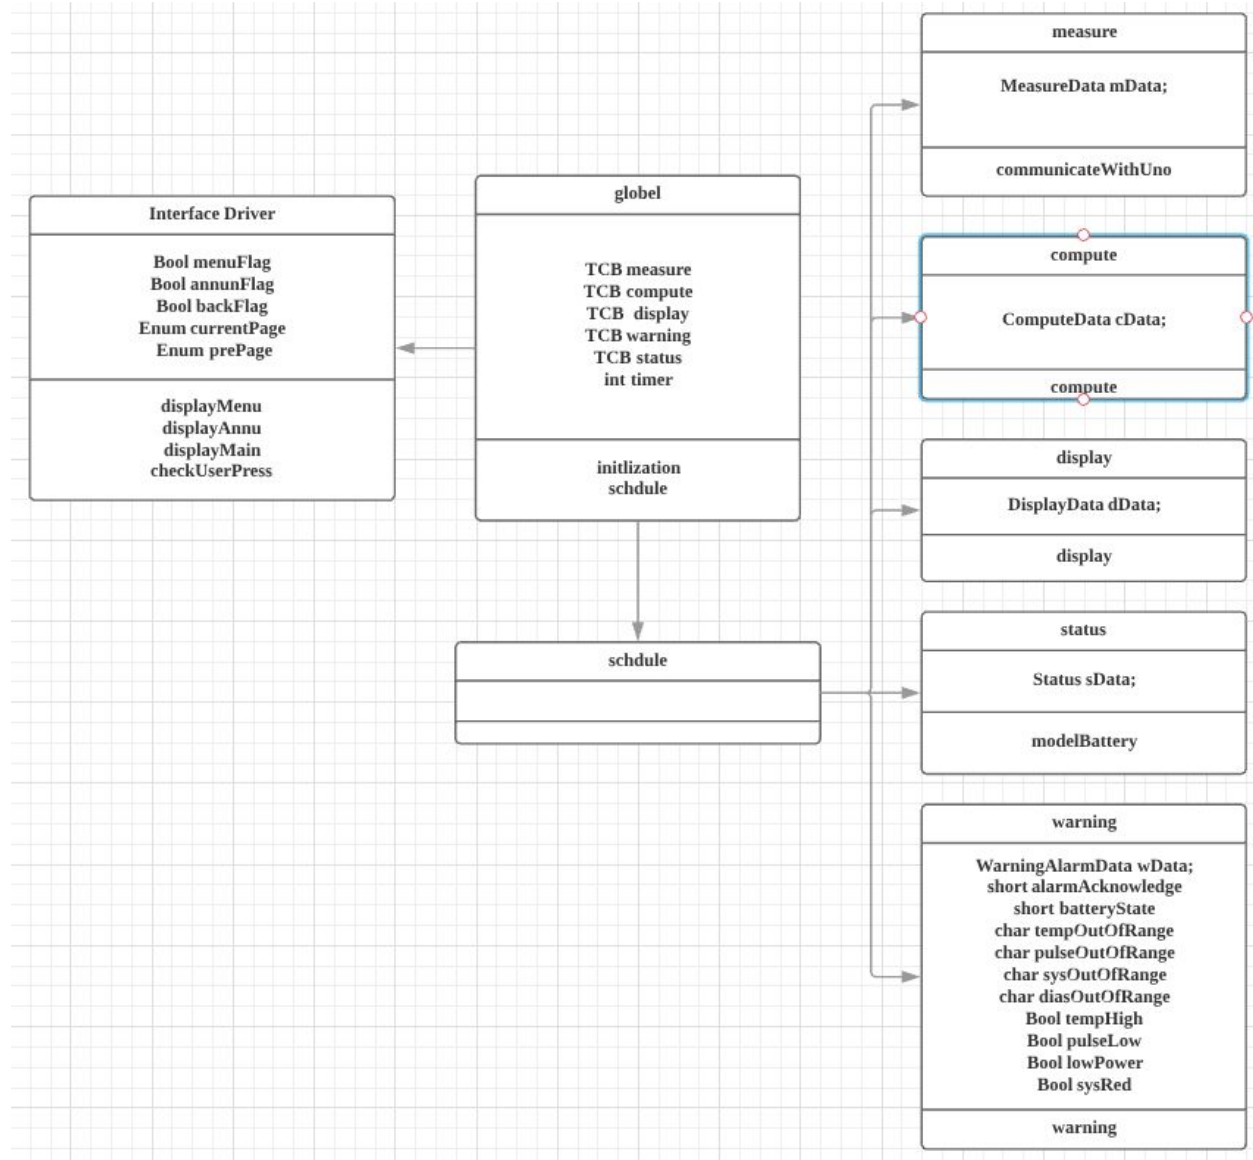 Interface Driver
Bool menuFlag
Bool annunFlag
Bool backFlag
Enum currentPage
Enum prePage
displayMenu
displayAnnu
displayMain
checkUserPress
globel
TCB measure
TCB compute
TCB display
TCB warning
TCB status
int timer
initlization
schdule
schdule
measure
MeasureData mData;
communicateWithUno
compute
ComputeData cData;
compute
display
DisplayData dData;
display
status
Status sData;
modelBattery
warning
WarningAlarmData wData;
short alarmAcknowledge
short batteryState
char tempOutOfRange
char pulseOutOfRange
char sysOutOfRange
char diasOutOfRange
Bool tempHigh
Bool pulseLow
Bool lowPower
Bool sysRed
warning